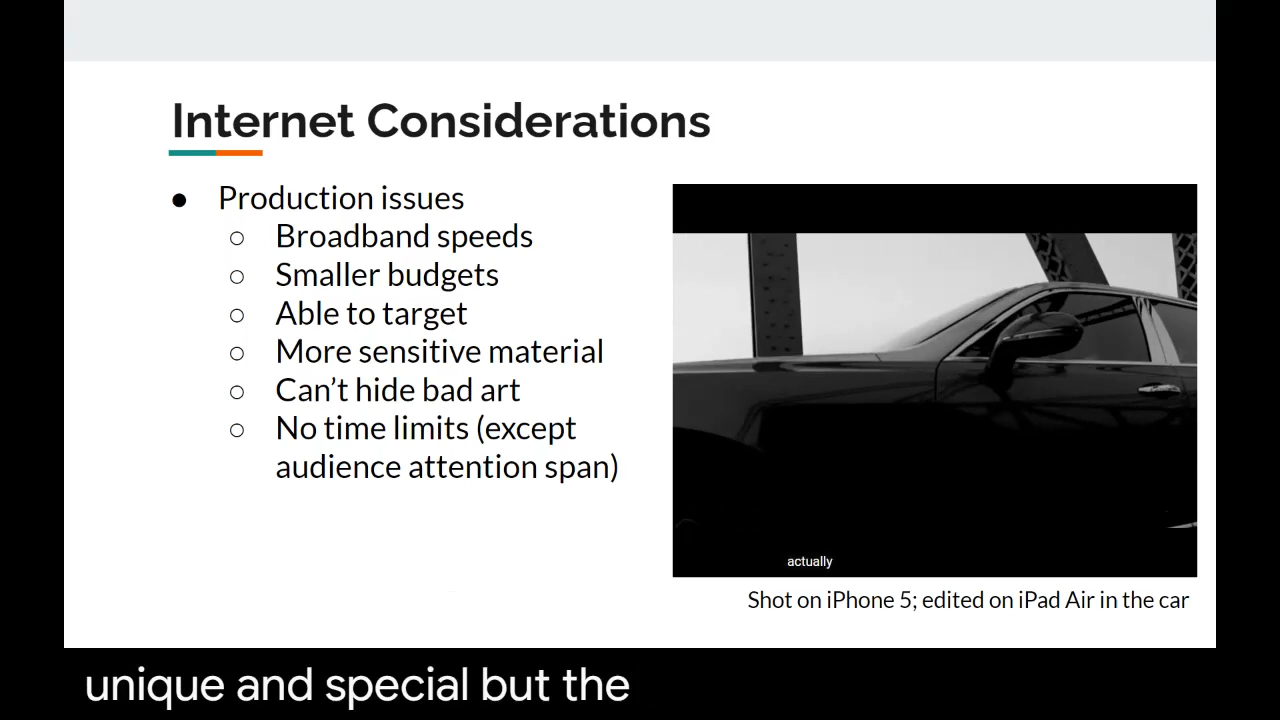 Internet Considerations
● Production issues
○ Broadband speeds
○ Smaller budgets
○ Able to target
○ More sensitive material
○ Can’t hide bad art
○ No time limits (except
audience attention span)
actually
Shot on iPhone 5; edited on iPad Air in the car
unique and special but the